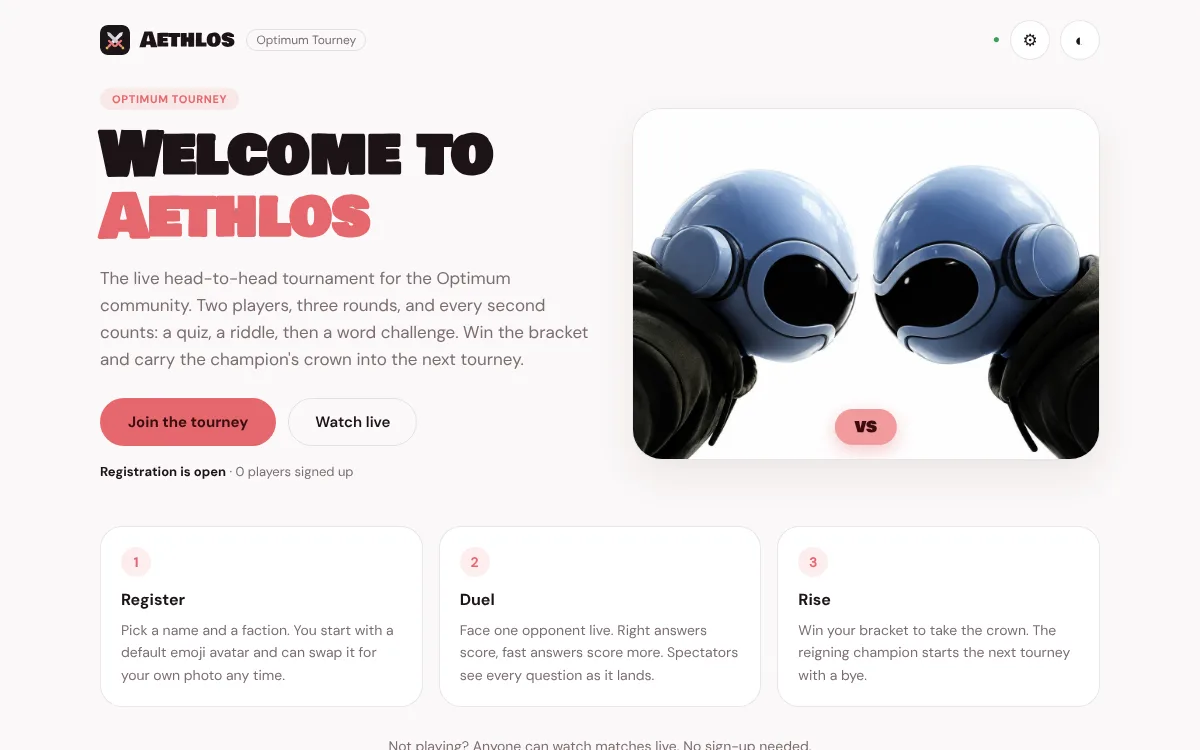 Aethlos
Optimum Tourney
OPTIMUM TOURNEY
Welcome to
Aethlos
The live head-to-head tournament for the Optimum
community. Two players, three rounds, and every second
counts: a quiz, a riddle, then a word challenge. Win the bracket
and carry the champion's crown into the next tourney.
Join the tourney
Watch live
Registration is open · 0 players signed up
VS
1
Register
Pick a name and a faction. You start with a
default emoji avatar and can swap it for
your own photo any time.
2
Duel
Face one opponent live. Right answers
score, fast answers score more. Spectators
see every question as it lands.
3
Rise
Win your bracket to take the crown. The
reigning champion starts the next tourney
with a bye.
Not playing? Anyone can watch matches live. No sign-up needed.